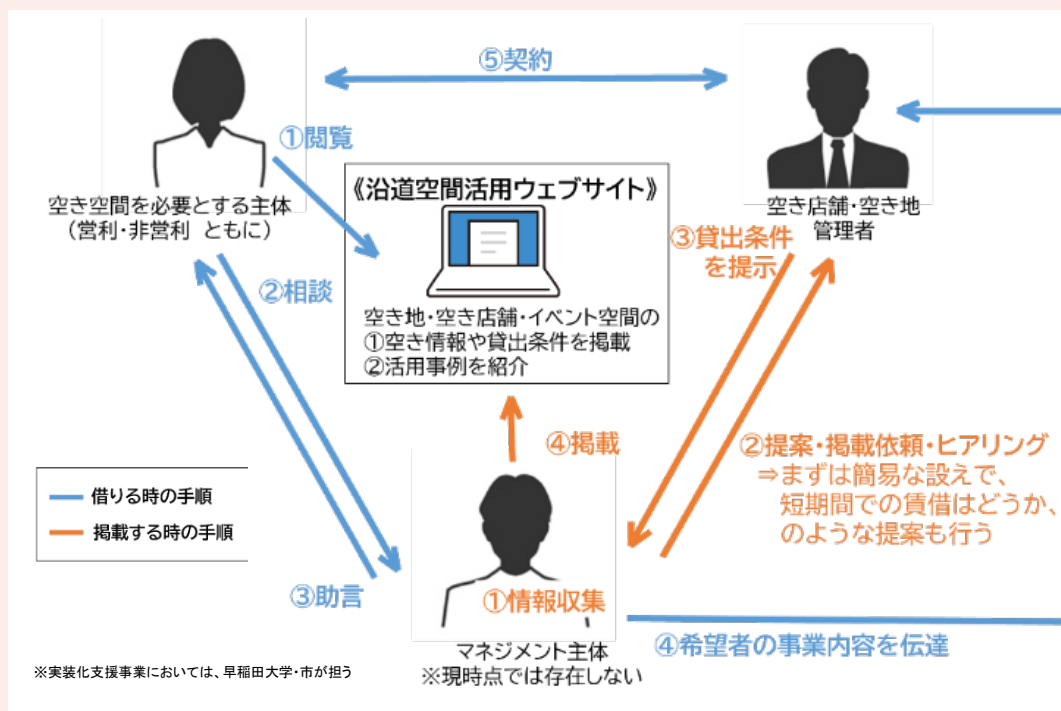 ⑤契約
①閲覧
空き空間を必要とする主体
（営利・非営利 ともに）
《沿道空間活用ウェブサイト》
空き地・空き店舗・イベント空間の
①空き情報や貸出条件を掲載
②活用事例を紹介
空き店舗・空き地
管理者
③貸出条件
を提示
②相談
④掲載
②提案・掲載依頼・ヒアリング
⇒まずは簡易な設えで、
短期間での賃借はどうか、
のような提案も行う
借りる時の手順
掲載する時の手順
③助言
①情報収集
マネジメント主体
※現時点では存在しない
④希望者の事業内容を伝達
※実装化支援事業においては、早稲田大学・市が担う